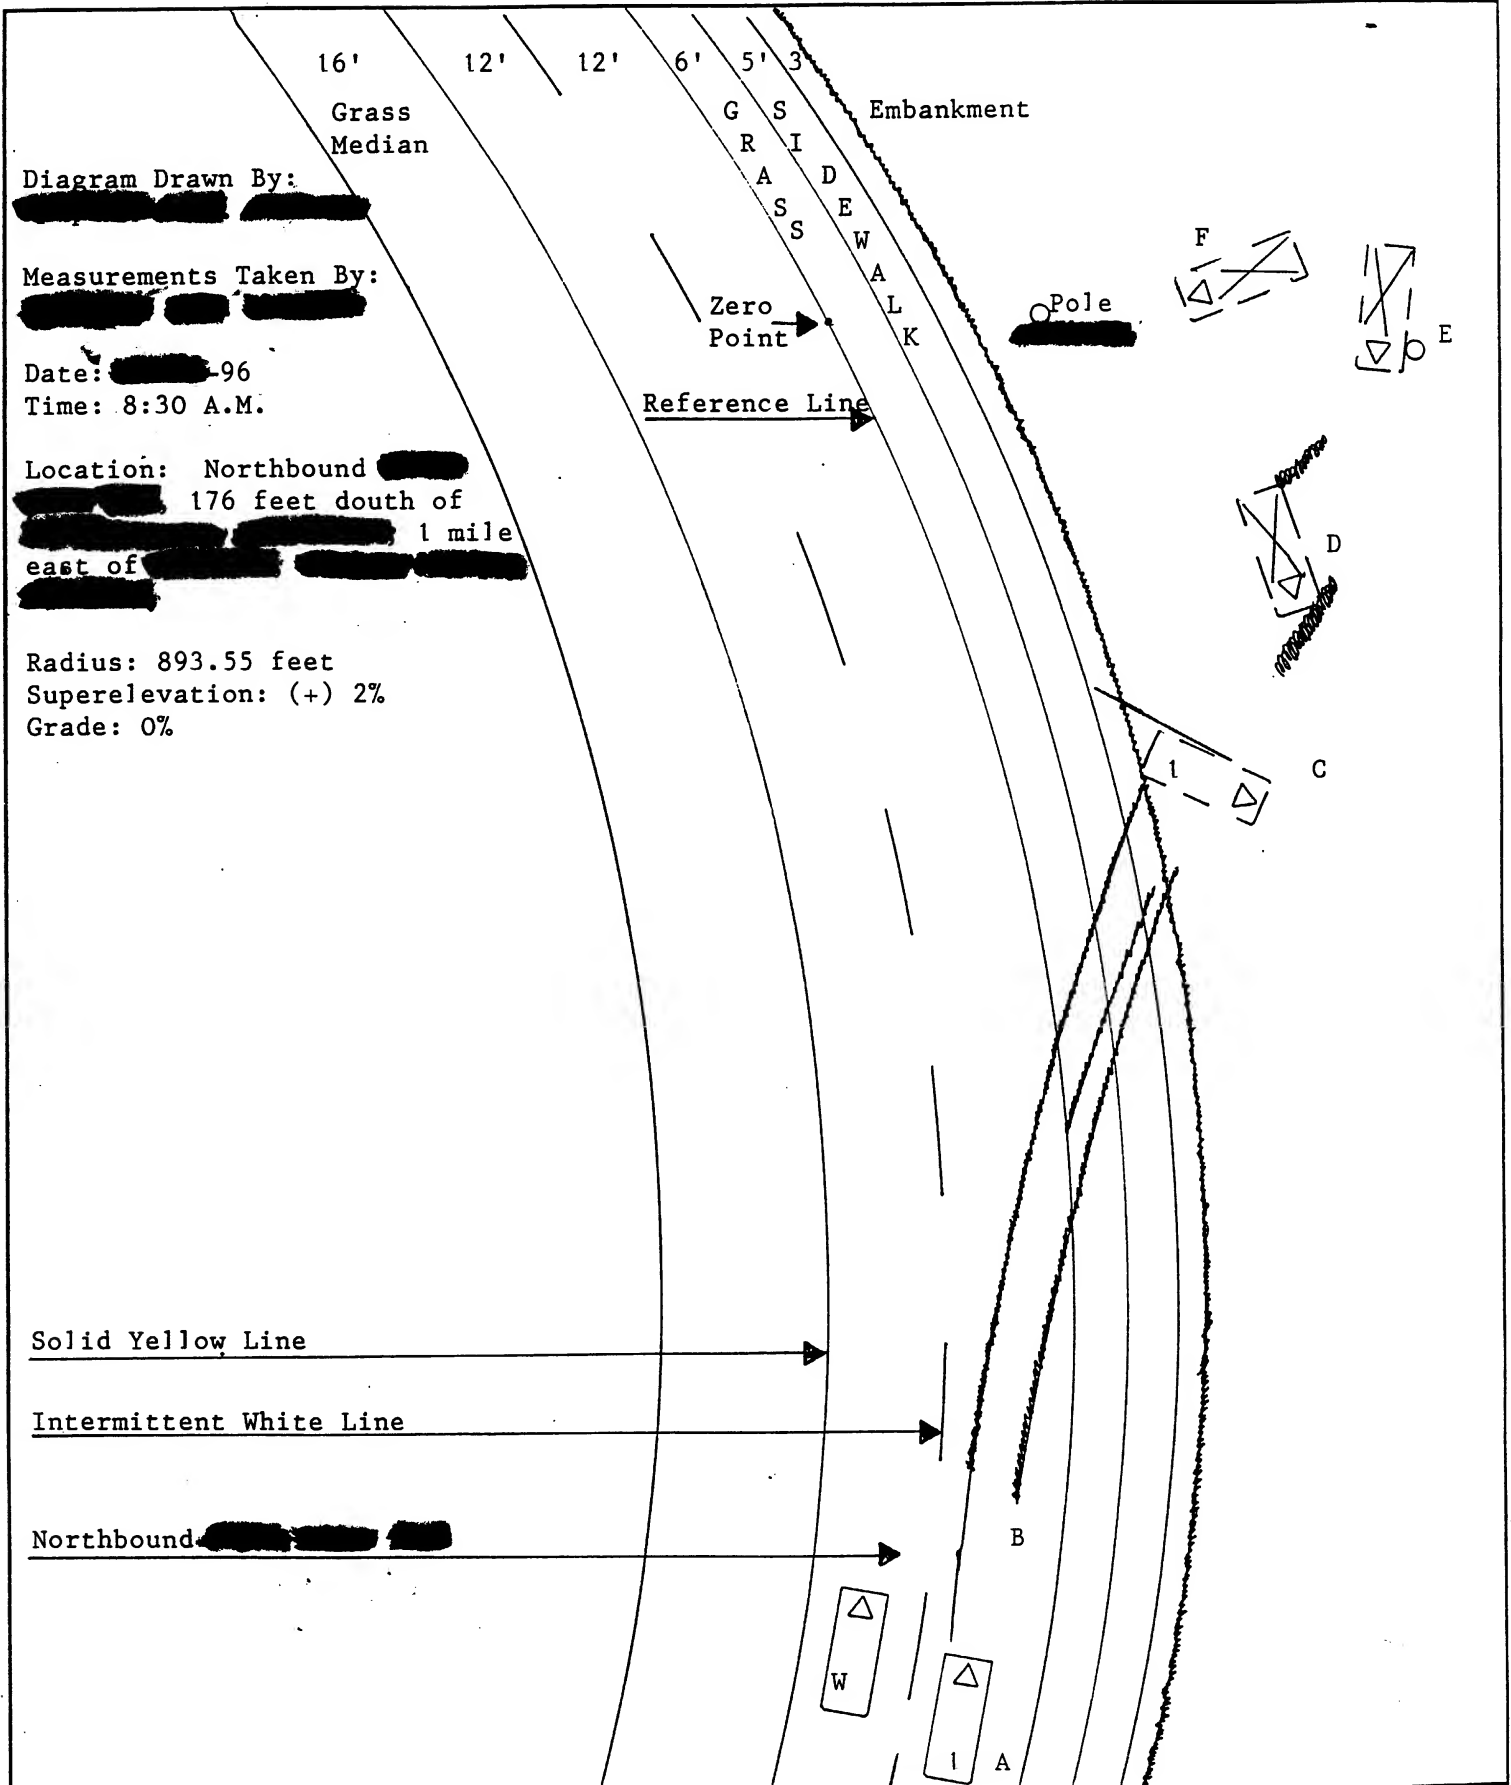 16' 12' 12' 6' 5' 3'
Grass
Median
GRASS
SIDEWALK
Embankment
Diagram Drawn By:
Measurements Taken By:
Date: -96
Time: 8:30 A.M.
Location: Northbound
176 feet douth of
1 mile
east of
Radius: 893.55 feet
Superelevation: (+) 2%
Grade: 0%
Zero
Point
Reference Line
Pole
F
E
D
1
C
Solid Yellow Line
Intermittent White Line
Northbound
B
W
1 A